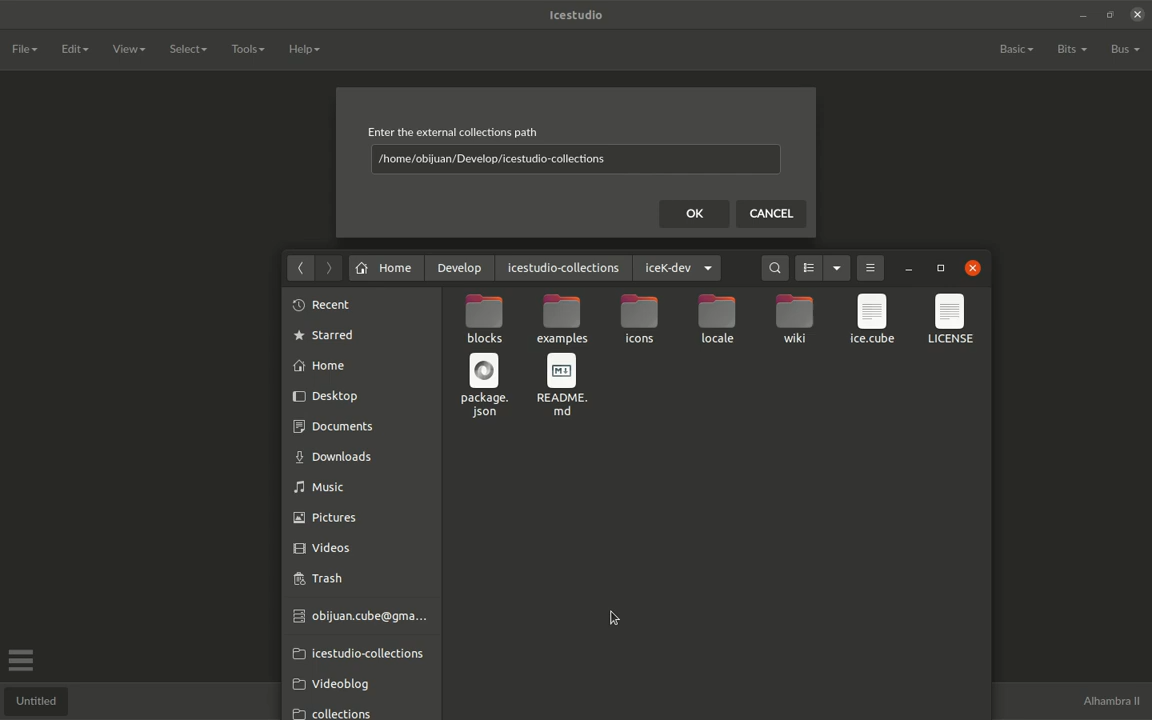 Icestudio
File Edit View Select Tools Help Basic Bits Bus
Enter the external collections path
/home/obijuan/Develop/icestudio-collections
OK CANCEL
Home Develop icestudio-collections iceK-dev
Recent
Starred
Home
Desktop
Documents
Downloads
Music
Pictures
Videos
Trash
obijuan.cube@gma...
icestudio-collections
Videoblog
collections
blocks examples icons locale wiki ice.cube LICENSE
package.
json
README.
md
Untitled
Alhambra II